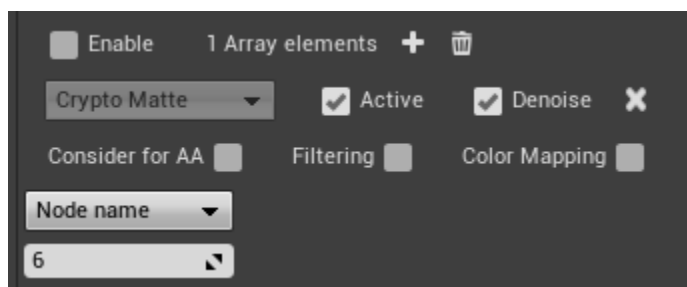 Enable 1 Array elements
Crypto Matte Active Denoise
Consider for AA Filtering Color Mapping
Node name
6